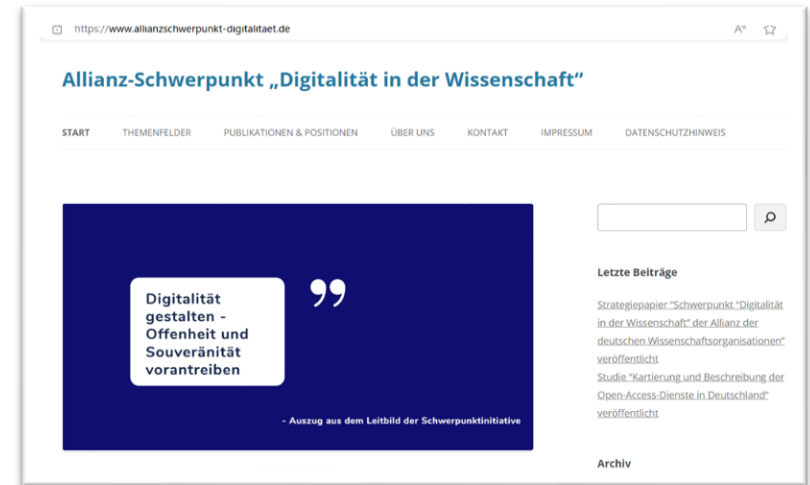 https://www.allianzschwerpunkt-digitalitaet.de
Allianz-Schwerpunkt „Digitalität in der Wissenschaft“
START THEMENFELDER PUBLIKATIONEN & POSITIONEN ÜBER UNS KONTAKT IMPRESSUM DATENSCHUTZHINWEIS
Digitalität
gestalten -
Offenheit und
Souveränität
vorantreiben
”
- Auszug aus dem Leitbild der Schwerpunktinitiative
Letzte Beiträge
Strategiepapier “Schwerpunkt “Digitalität
in der Wissenschaft” der Allianz der
deutschen Wissenschaftsorganisationen”
veröffentlicht
Studie “Kartierung und Beschreibung der
Open-Access-Dienste in Deutschland”
veröffentlicht
Archiv